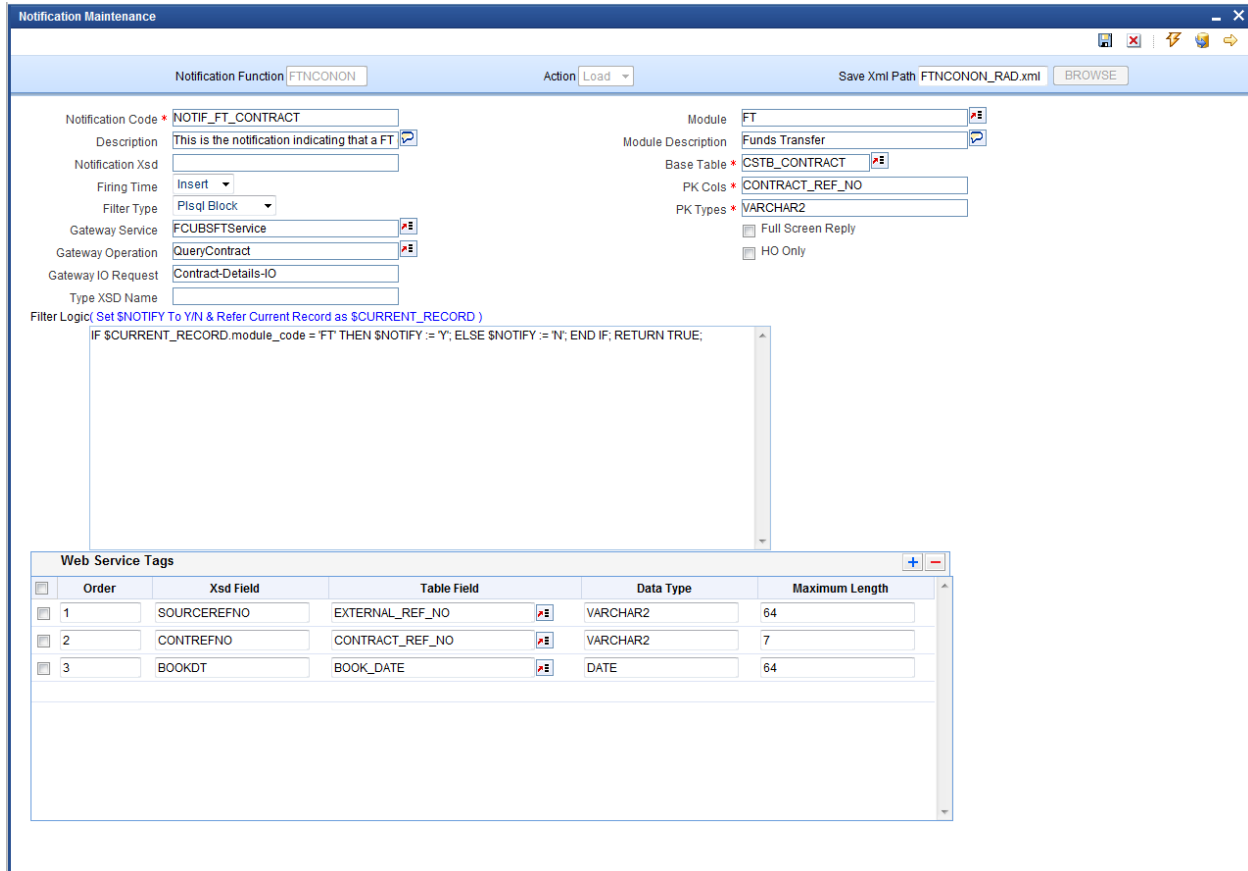 Notification Maintenance
Notification Function FTNCONON Action Load Save Xml Path FTNCONON_RAD.xml BROWSE
Notification Code * NOTIF_FT_CONTRACT Module FT
Description This is the notification indicating that a FT Module Description Funds Transfer
Notification Xsd Base Table * CSTB_CONTRACT
Firing Time Insert PK Cols * CONTRACT_REF_NO
Filter Type Plsql Block PK Types * VARCHAR2
Gateway Service FCUBSFTService Full Screen Reply
Gateway Operation QueryContract HO Only
Gateway IO Request Contract-Details-IO
Type XSD Name
Filter Logic( Set $NOTIFY To Y/N & Refer Current Record as $CURRENT_RECORD )
IF $CURRENT_RECORD.module_code = 'FT' THEN $NOTIFY := 'Y'; ELSE $NOTIFY := 'N'; END IF; RETURN TRUE;
Web Service Tags
Order Xsd Field Table Field Data Type Maximum Length
1 SOURCEREFNO EXTERNAL_REF_NO VARCHAR2 64
2 CONTREFNO CONTRACT_REF_NO VARCHAR2 7
3 BOOKDT BOOK_DATE DATE 64